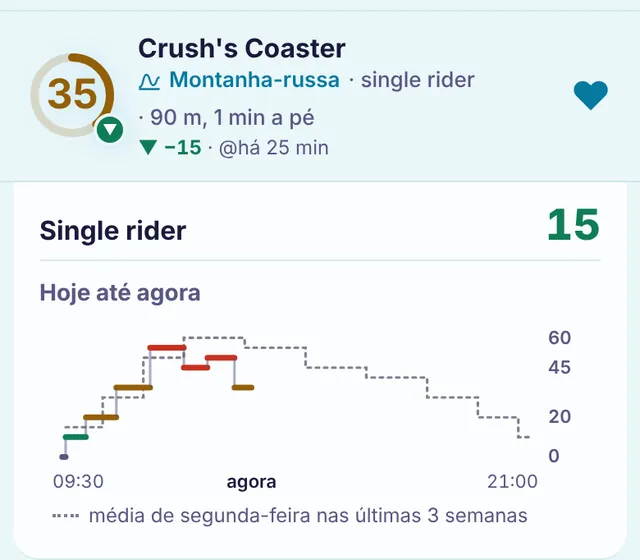 35
Crush's Coaster
Montanha-russa · single rider
· 90 m, 1 min a pé
▼ −15 · @há 25 min
Single rider
15
Hoje até agora
60
45
20
0
09:30
agora
21:00
média de segunda-feira nas últimas 3 semanas